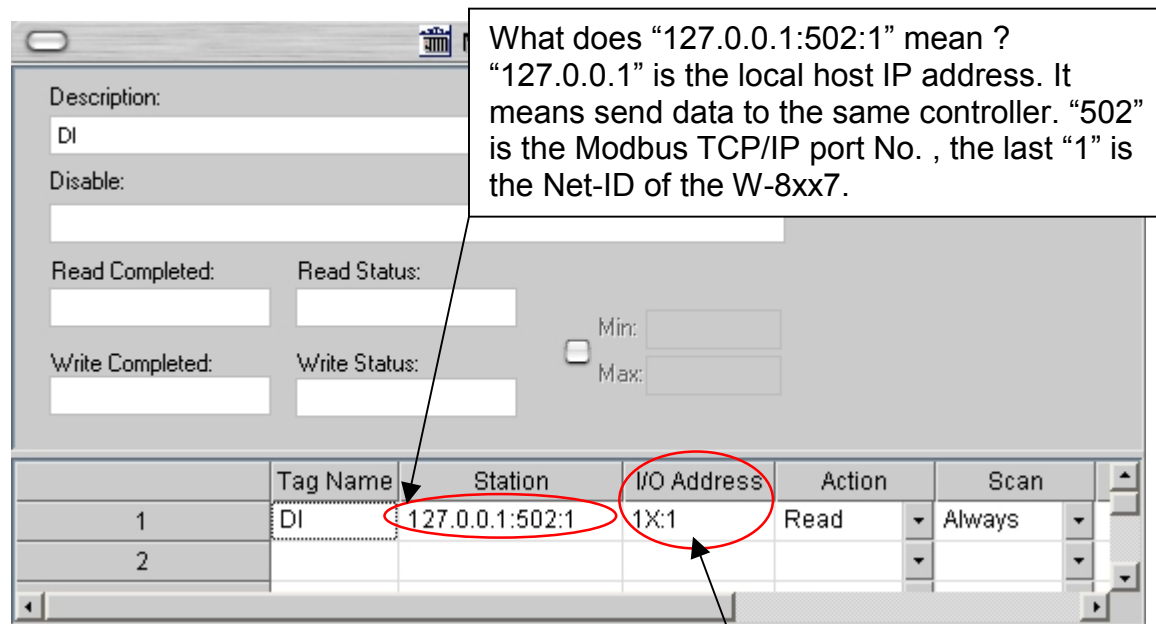 What does “127.0.0.1:502:1” mean ?
“127.0.0.1” is the local host IP address. It
means send data to the same controller. “502”
is the Modbus TCP/IP port No. , the last “1” is
the Net-ID of the W-8xx7.
Description:
DI
Disable:
Read Completed: Read Status:
Min:
Write Completed: Write Status:
Max:
Tag Name Station I/O Address Action Scan
1 DI 127.0.0.1:502:1 1X:1 Read Always
2